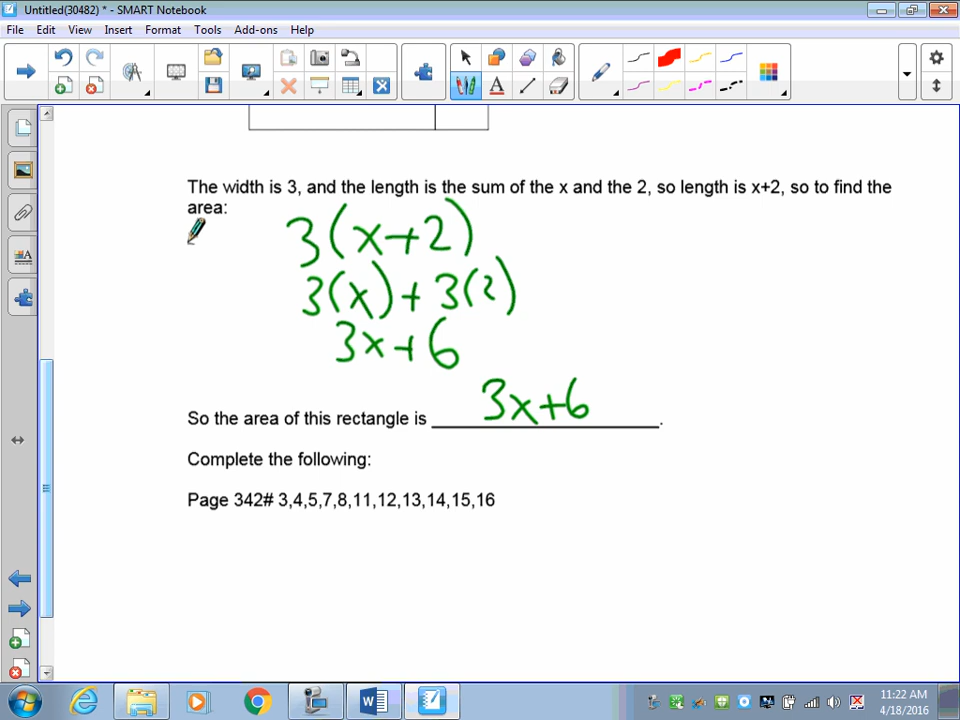 Untitled(30482) * - SMART Notebook
File Edit View Insert Format Tools Add-ons Help
The width is 3, and the length is the sum of the x and the 2, so length is x+2, so to find the
area:
3(x+2)
3(x)+3(2)
3x+6
So the area of this rectangle is 3x+6.
Complete the following:
Page 342# 3,4,5,7,8,11,12,13,14,15,16
11:22 AM
4/18/2016